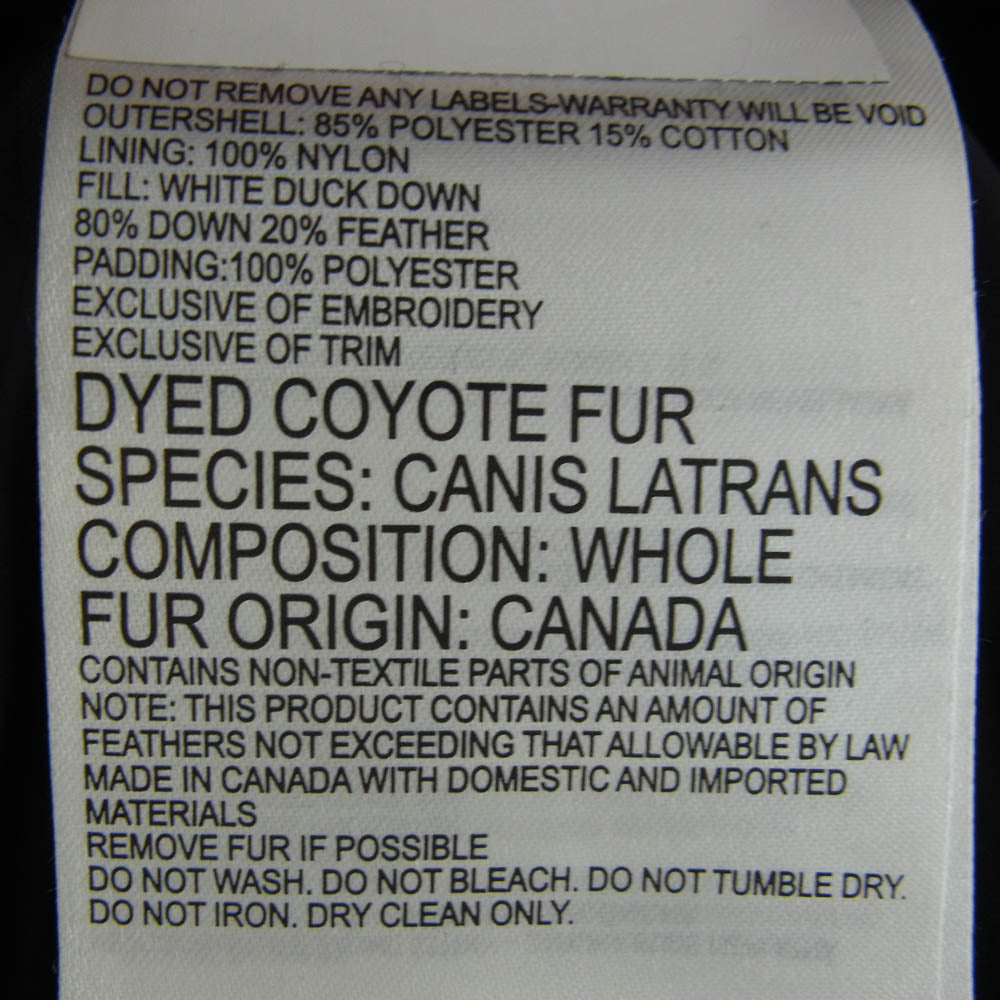 DO NOT REMOVE ANY LABELS-WARRANTY WILL BE VOID
OUTERSHELL: 85% POLYESTER 15% COTTON
LINING: 100% NYLON
FILL: WHITE DUCK DOWN
80% DOWN 20% FEATHER
PADDING:100% POLYESTER
EXCLUSIVE OF EMBROIDERY
EXCLUSIVE OF TRIM
DYED COYOTE FUR
SPECIES: CANIS LATRANS
COMPOSITION: WHOLE
FUR ORIGIN: CANADA
CONTAINS NON-TEXTILE PARTS OF ANIMAL ORIGIN
NOTE: THIS PRODUCT CONTAINS AN AMOUNT OF
FEATHERS NOT EXCEEDING THAT ALLOWABLE BY LAW
MADE IN CANADA WITH DOMESTIC AND IMPORTED
MATERIALS
REMOVE FUR IF POSSIBLE
DO NOT WASH. DO NOT BLEACH. DO NOT TUMBLE DRY.
DO NOT IRON. DRY CLEAN ONLY.